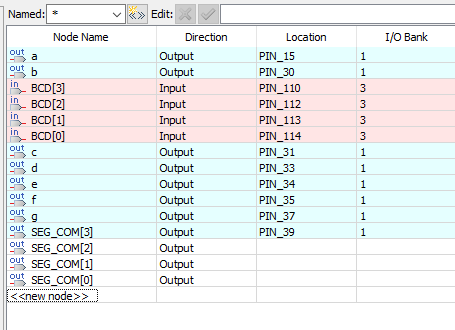 Named: * «» Edit:
Node Name Direction Location I/O Bank
out a Output PIN_15 1
out b Output PIN_30 1
in BCD[3] Input PIN_110 3
in BCD[2] Input PIN_112 3
in BCD[1] Input PIN_113 3
in BCD[0] Input PIN_114 3
out c Output PIN_31 1
out d Output PIN_33 1
out e Output PIN_34 1
out f Output PIN_35 1
out g Output PIN_37 1
out SEG_COM[3] Output PIN_39 1
out SEG_COM[2] Output
out SEG_COM[1] Output
out SEG_COM[0] Output
<<new node>>